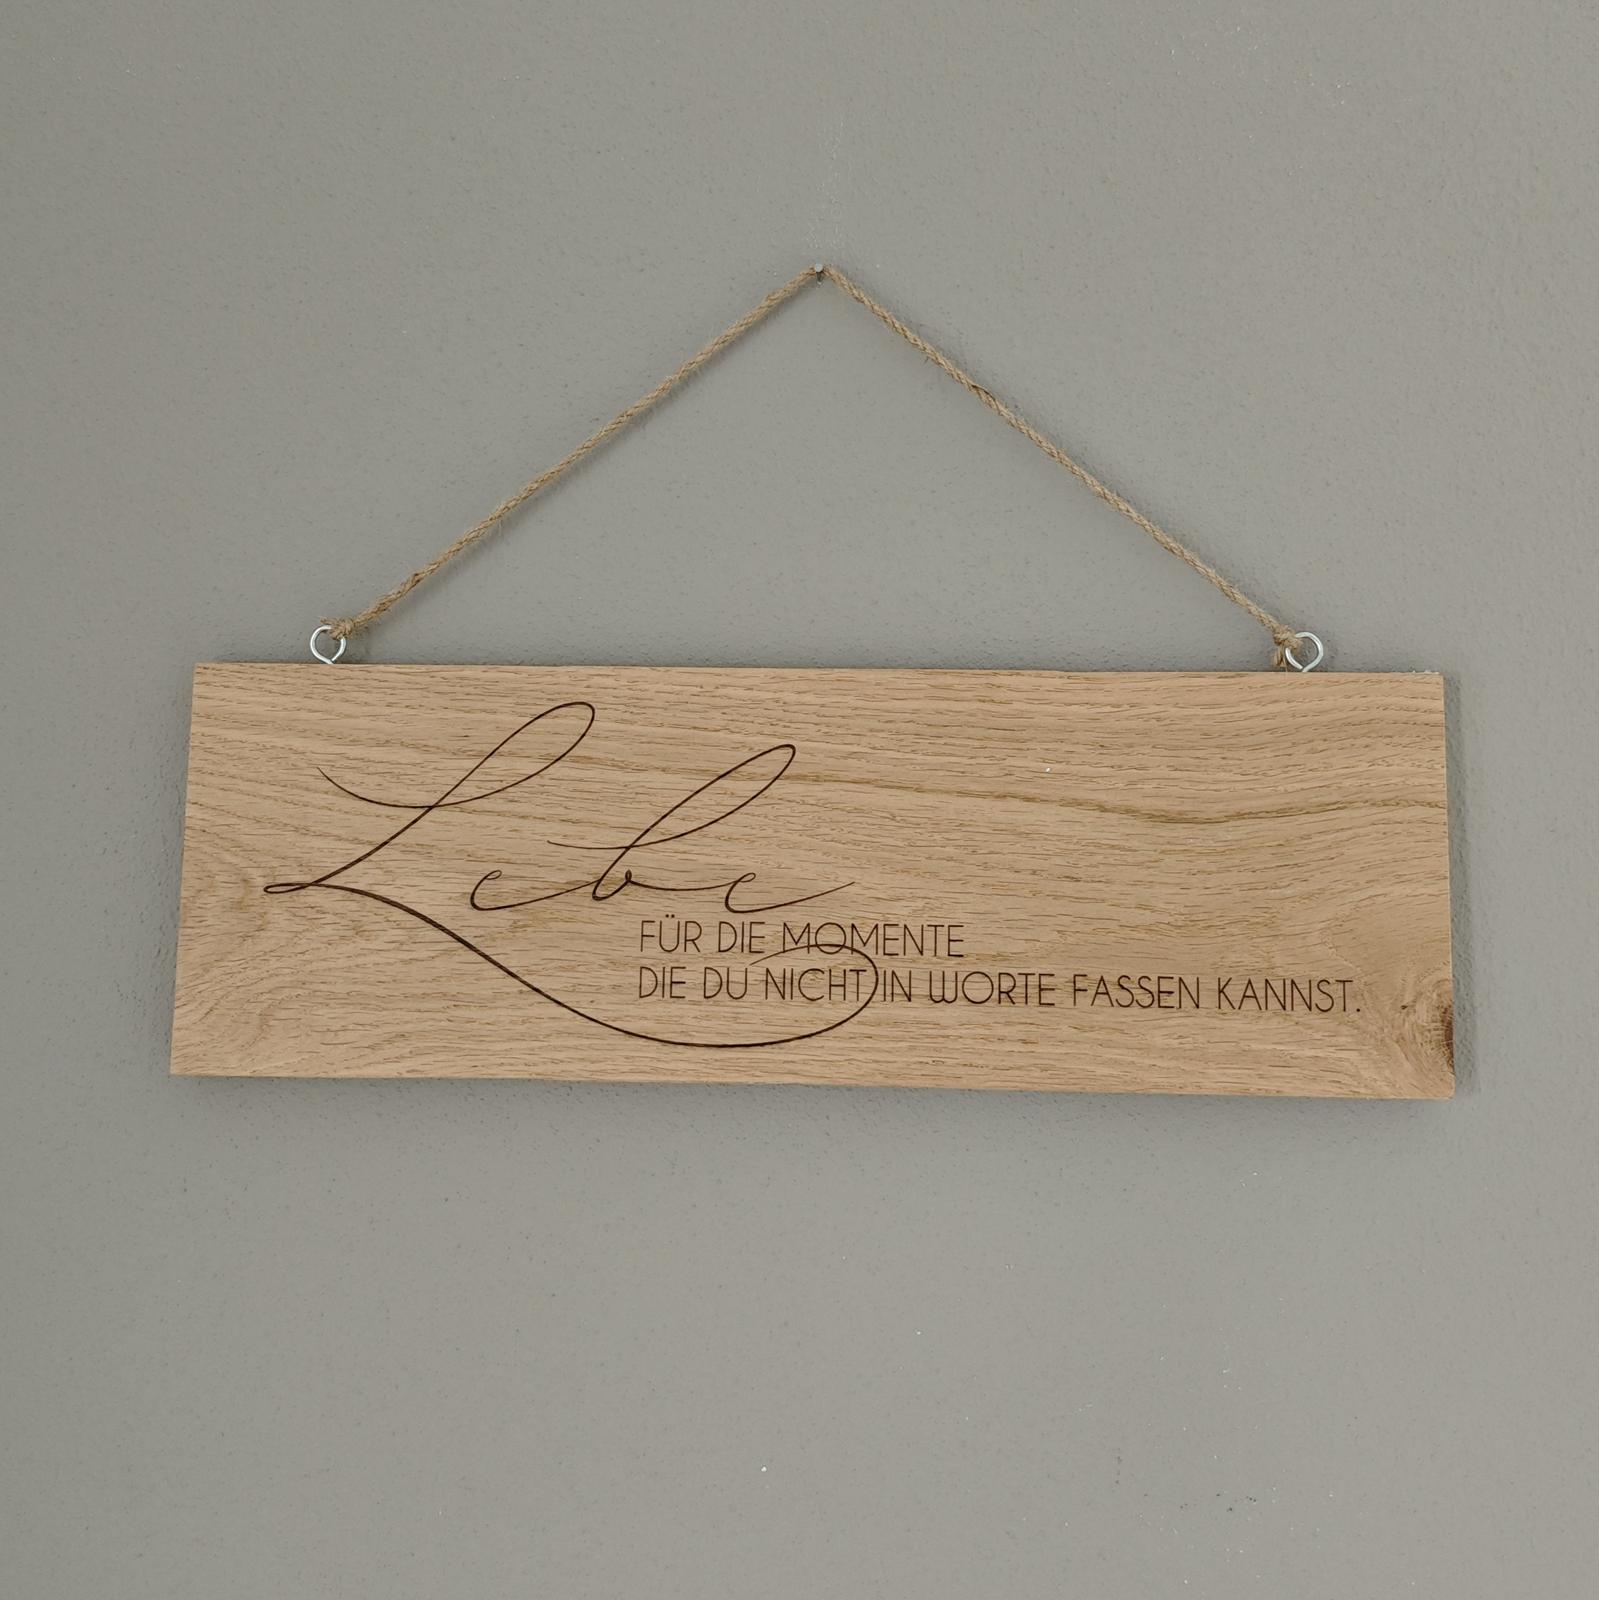 Lebe
FÜR DIE MOMENTE
DIE DU NICHT IN WORTE FASSEN KANNST.